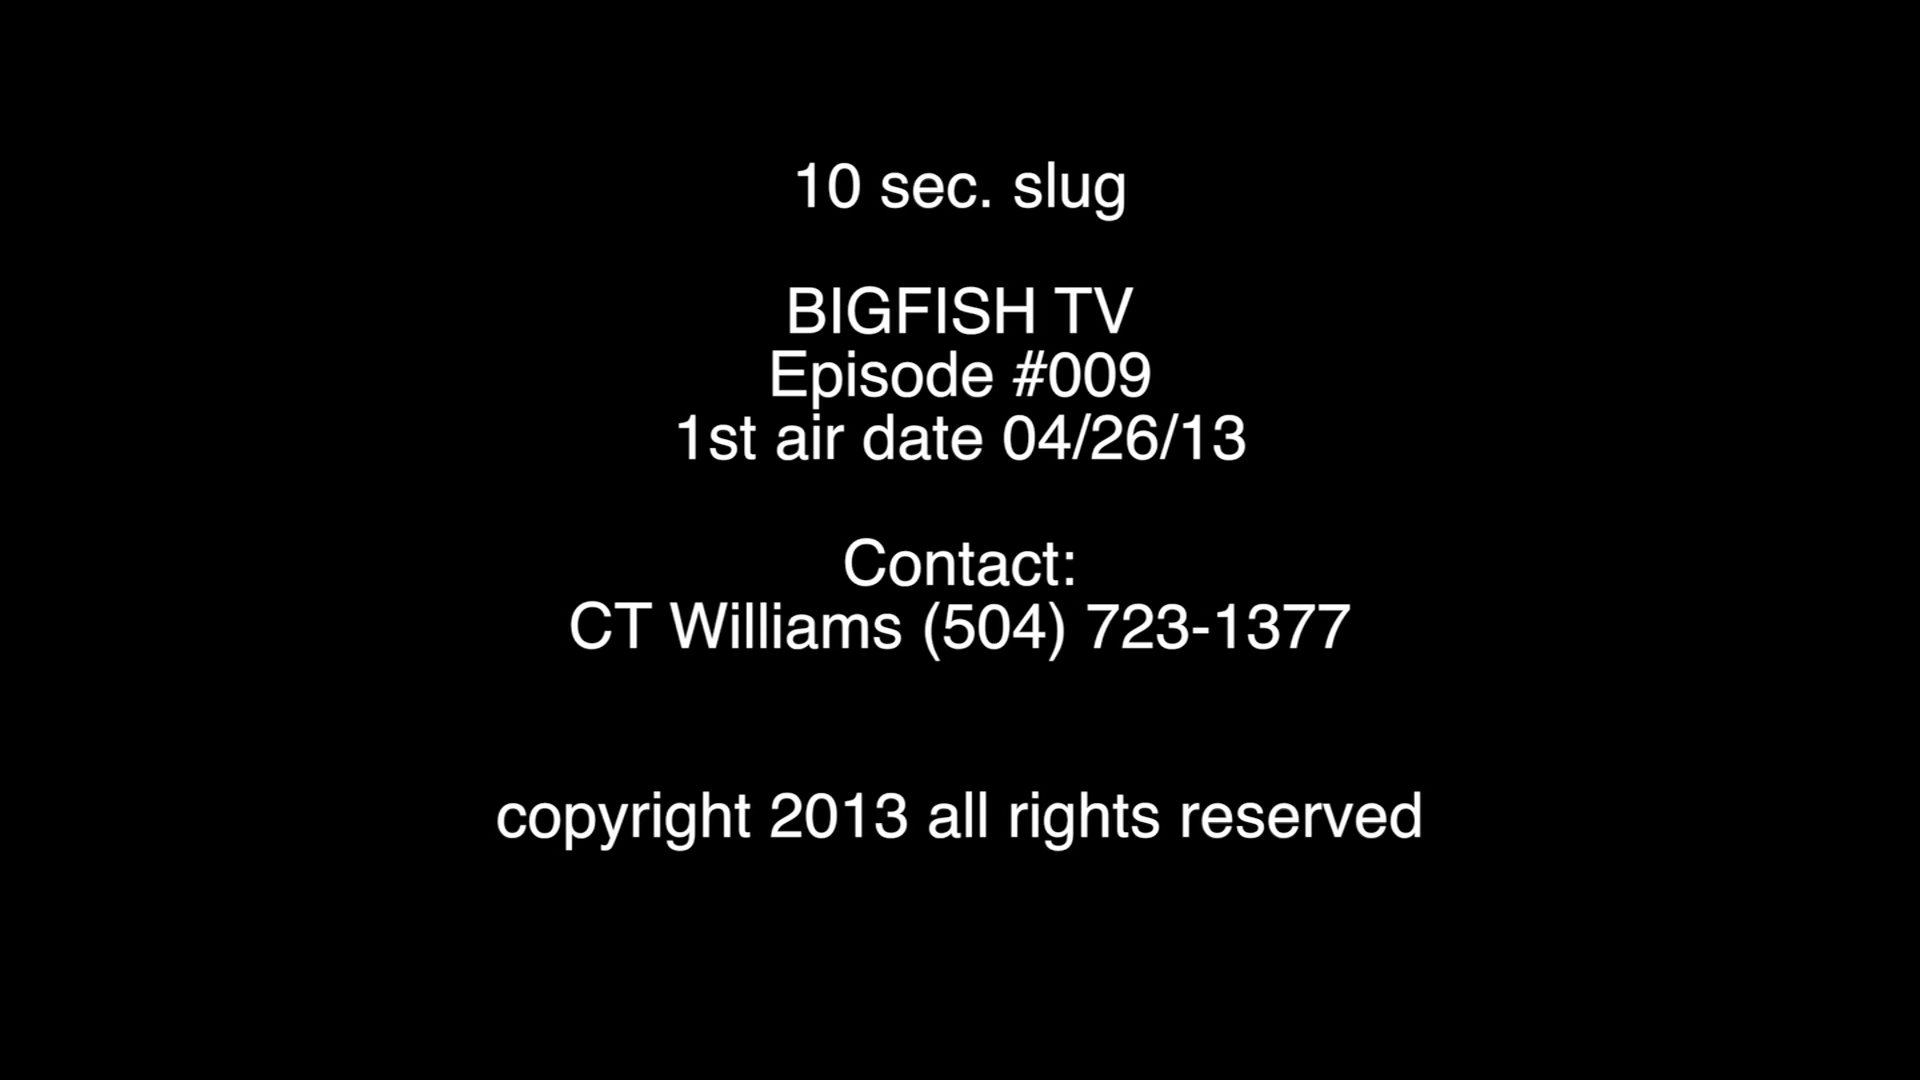 10 sec. slug
BIGFISH TV
Episode #009
1st air date 04/26/13
Contact:
CT Williams (504) 723-1377
copyright 2013 all rights reserved